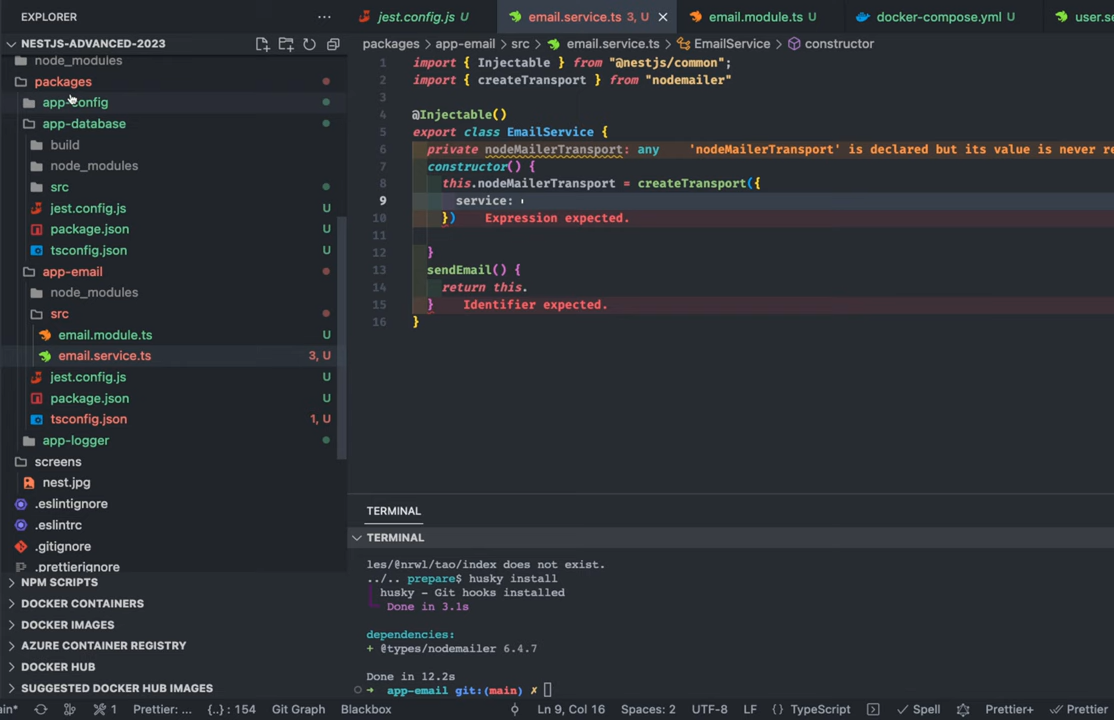 EXPLORER
jest.config.js U
email.service.ts 3, U
email.module.ts U
docker-compose.yml U
user.se
NESTJS-ADVANCED-2023
packages > app-email > src > email.service.ts > EmailService > constructor
node_modules
packages
app-config
app-database
build
node_modules
src
jest.config.js U
package.json U
tsconfig.json U
app-email
node_modules
src
email.module.ts U
email.service.ts 3, U
jest.config.js U
package.json U
tsconfig.json 1, U
app-logger
screens
nest.jpg
.eslintignore
.eslintrc
.gitignore
.prettierignore
NPM SCRIPTS
DOCKER CONTAINERS
DOCKER IMAGES
AZURE CONTAINER REGISTRY
DOCKER HUB
SUGGESTED DOCKER HUB IMAGES
1 import { Injectable } from "@nestjs/common";
2 import { createTransport } from "nodemailer"
3
4 @Injectable()
5 export class EmailService {
6 private nodeMailerTransport: any 'nodeMailerTransport' is declared but its value is never re
7 constructor() {
8 this.nodeMailerTransport = createTransport({
9 service: '
10 }) Expression expected.
11
12 }
13 sendEmail() {
14 return this.
15 } Identifier expected.
16 }
TERMINAL
TERMINAL
les/@nrwl/tao/index does not exist.
../.. prepare$ husky install
husky - Git hooks installed
Done in 3.1s
dependencies:
+ @types/nodemailer 6.4.7
Done in 12.2s
➜ app-email git:(main) ✗
ain* 1 Prettier: ... {..} : 154 Git Graph Blackbox Ln 9, Col 16 Spaces: 2 UTF-8 LF {} TypeScript Spell Prettier+ Prettier